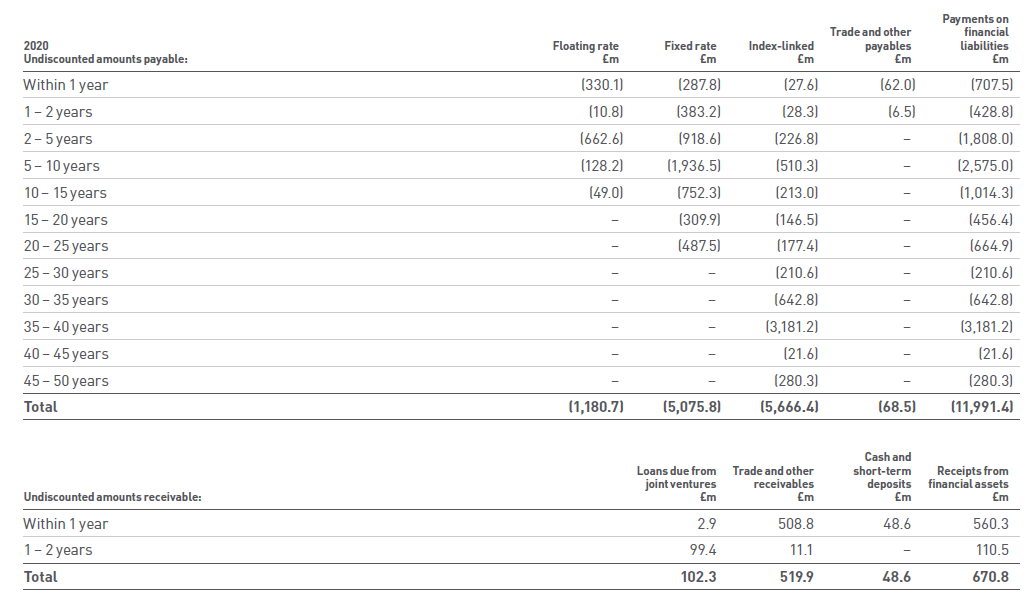 Payments on
Trade and other financial
2020 Floating rate Fixed rate Index-linked payables liabilities
Undiscounted amounts payable: £m £m £m £m £m
Within 1 year (330.1) (287.8) (27.6) (62.0) (707.5)
1 – 2 years (10.8) (383.2) (28.3) (6.5) (428.8)
2 – 5 years (662.6) (918.6) (226.8) – (1,808.0)
5 – 10 years (128.2) (1,936.5) (510.3) – (2,575.0)
10 – 15 years (49.0) (752.3) (213.0) – (1,014.3)
15 – 20 years – (309.9) (146.5) – (456.4)
20 – 25 years – (487.5) (177.4) – (664.9)
25 – 30 years – – (210.6) – (210.6)
30 – 35 years – – (642.8) – (642.8)
35 – 40 years – – (3,181.2) – (3,181.2)
40 – 45 years – – (21.6) – (21.6)
45 – 50 years – – (280.3) – (280.3)
Total (1,180.7) (5,075.8) (5,666.4) (68.5) (11,991.4)
Cash and
Loans due from Trade and other short-term Receipts from
joint ventures receivables deposits financial assets
Undiscounted amounts receivable: £m £m £m £m
Within 1 year 2.9 508.8 48.6 560.3
1 – 2 years 99.4 11.1 – 110.5
Total 102.3 519.9 48.6 670.8